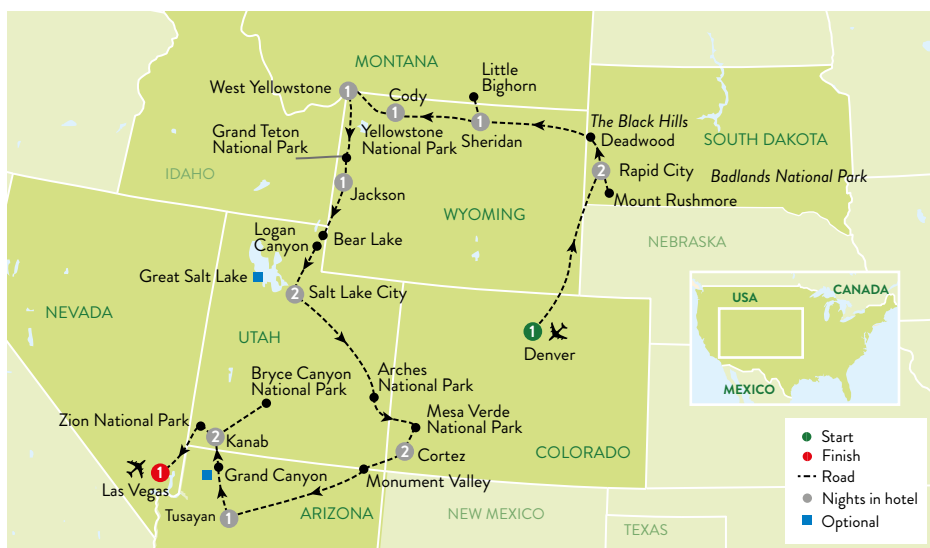 MONTANA
West Yellowstone
1
Cody
1
Little
Bighorn
1
Sheridan
The Black Hills
Deadwood
SOUTH DAKOTA
2
Rapid City
Badlands National Park
Mount Rushmore
Grand Teton
National Park
Yellowstone
National Park
IDAHO
1
Jackson
WYOMING
NEBRASKA
Logan
Canyon
Bear Lake
Great Salt Lake
2
Salt Lake City
NEVADA
UTAH
1
Denver
USA
CANADA
MEXICO
Bryce Canyon
National Park
Arches
National Park
Mesa Verde
National Park
Zion National Park
2
Kanab
2
Cortez
COLORADO
1
Las Vegas
Grand Canyon
Monument Valley
Tusayan
1
ARIZONA
NEW MEXICO
TEXAS
Start
Finish
Road
Nights in hotel
Optional